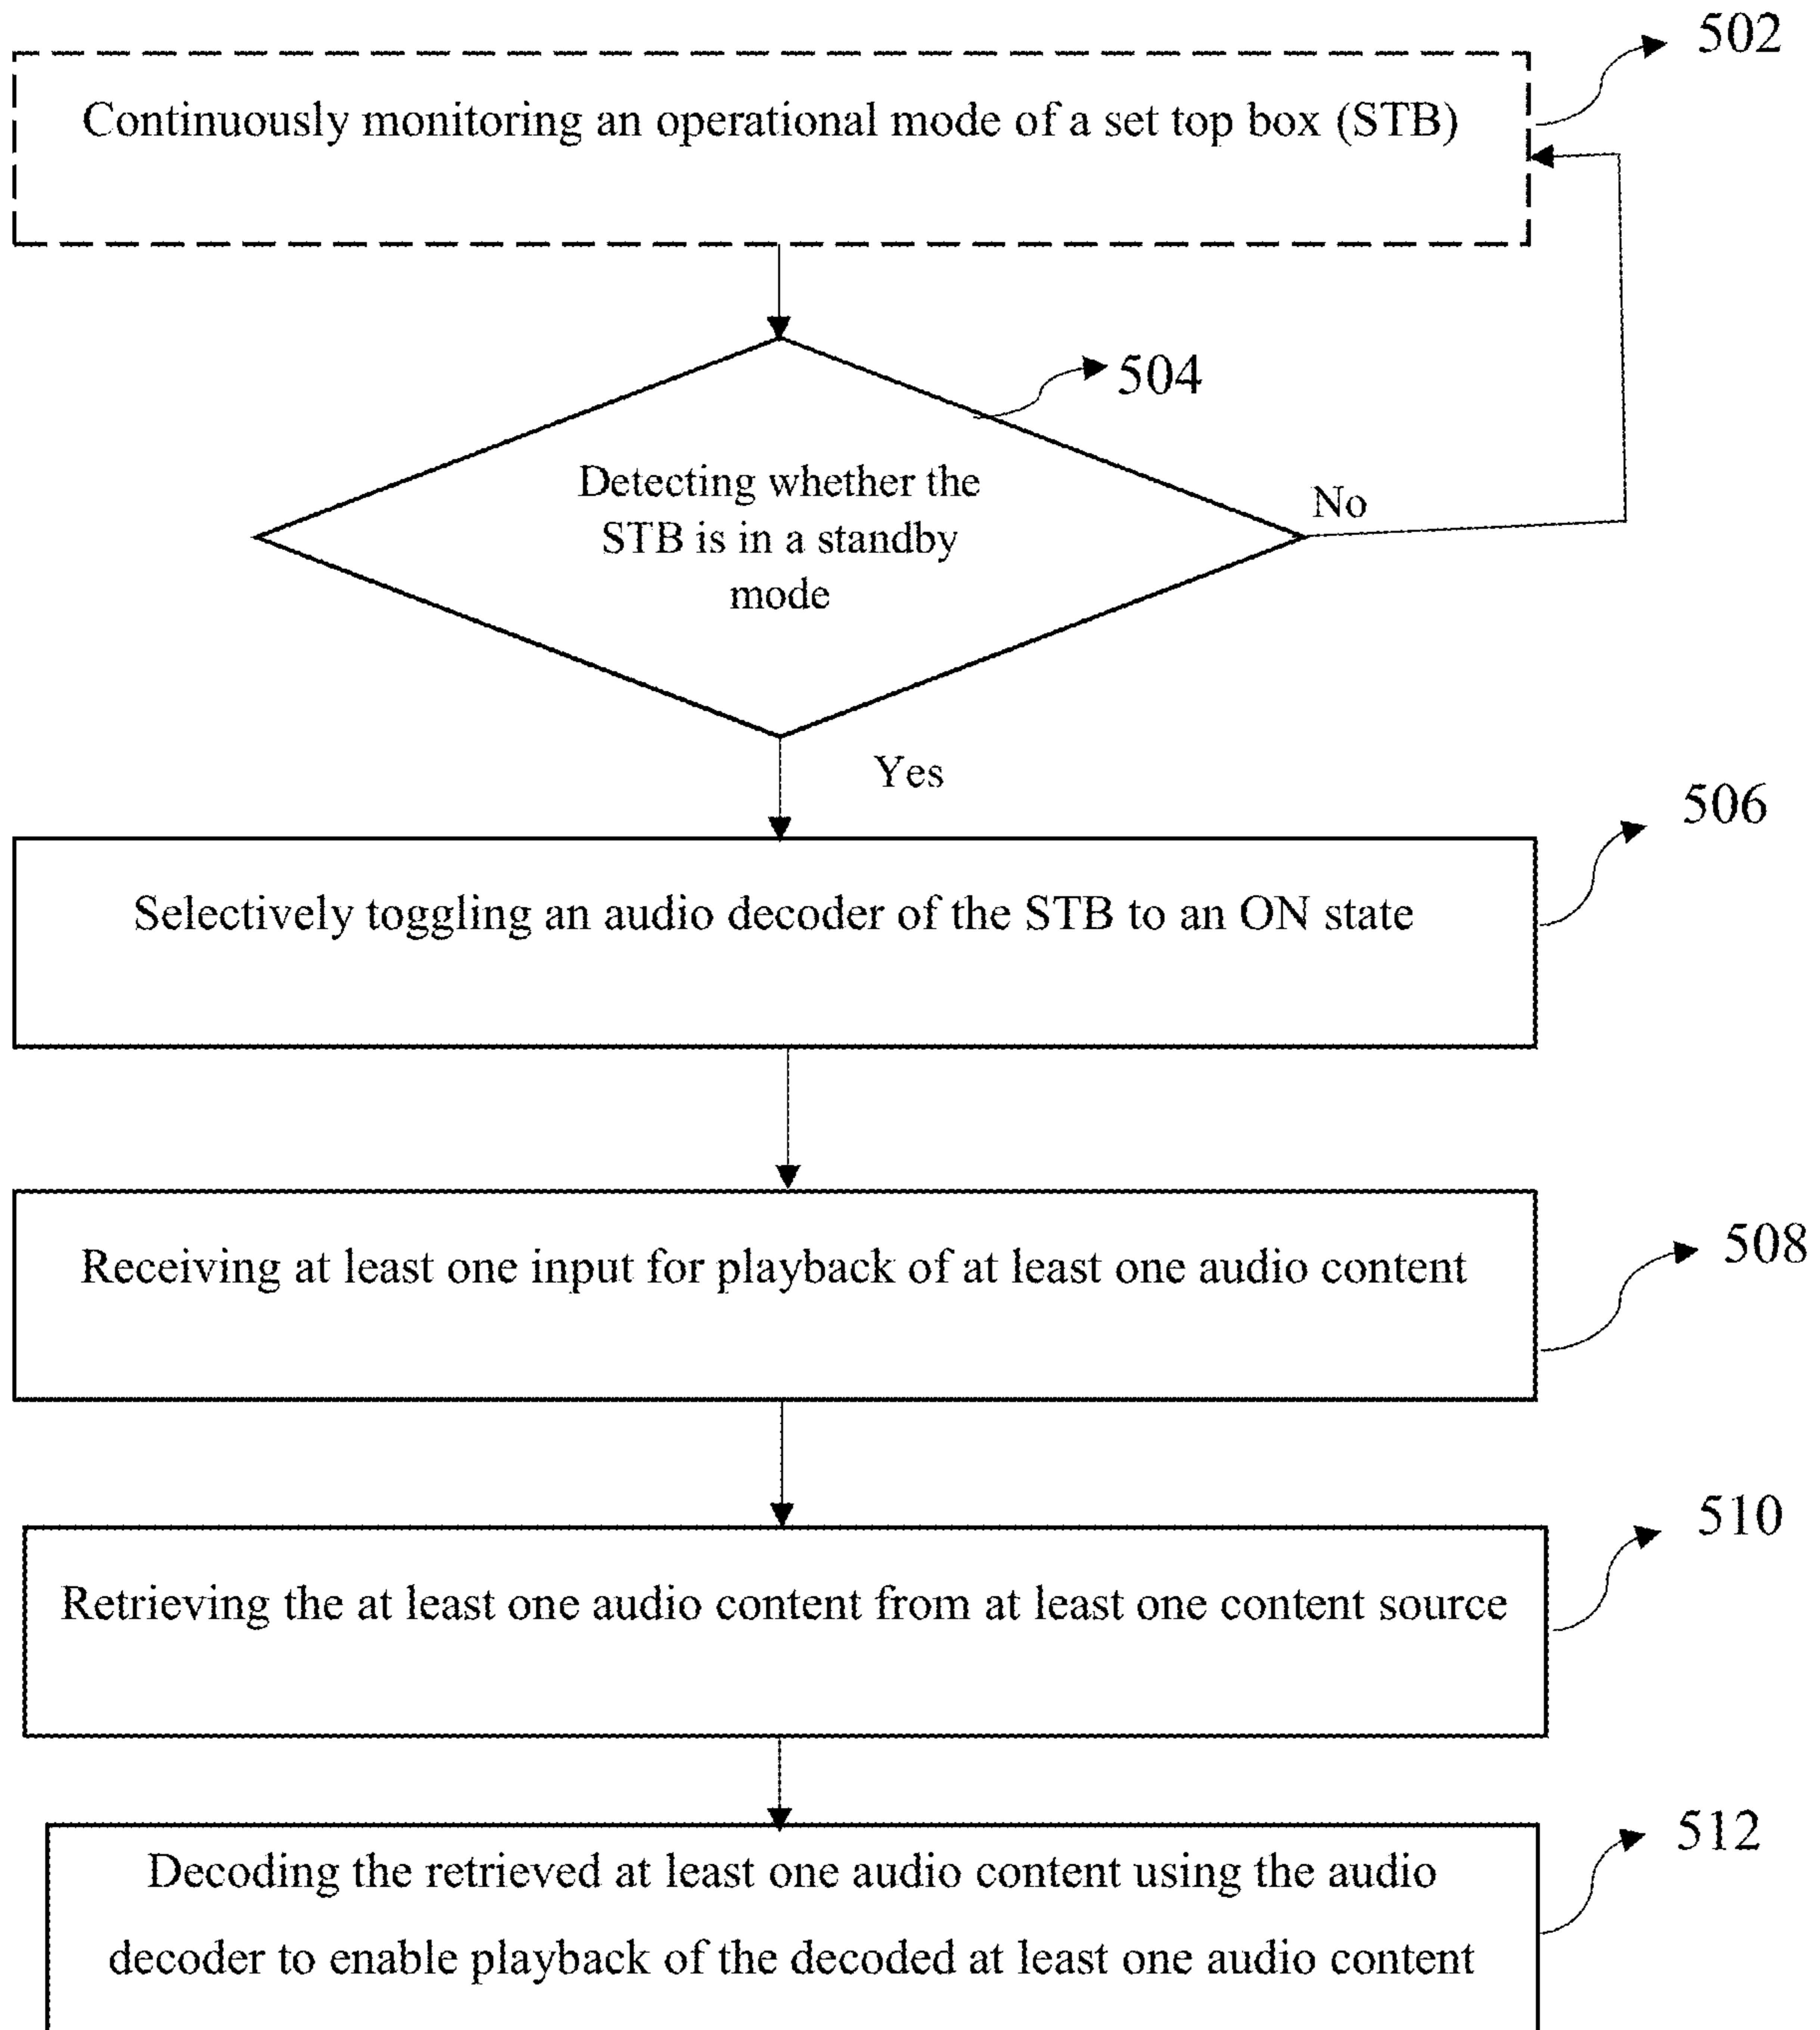 502
Continuously monitoring an operational mode of a set top box (STB)
504
Detecting whether the
STB is in a standby
mode
No
Yes
506
Selectively toggling an audio decoder of the STB to an ON state
Receiving at least one input for playback of at least one audio content
508
510
Retrieving the at least one audio content from at least one content source
512
Decoding the retrieved at least one audio content using the audio
decoder to enable playback of the decoded at least one audio content